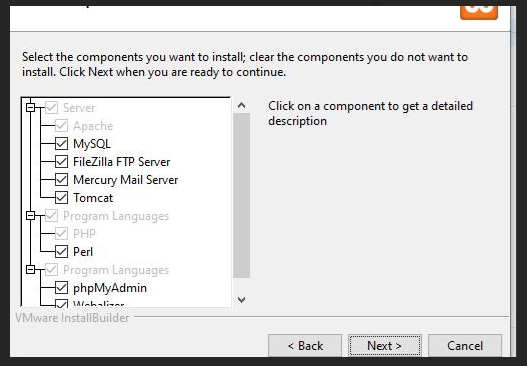 Select the components you want to install; clear the components you do not want to
install. Click Next when you are ready to continue.
Server
Apache
MySQL
FileZilla FTP Server
Mercury Mail Server
Tomcat
Program Languages
PHP
Perl
Program Languages
phpMyAdmin
Webalizer
Click on a component to get a detailed
description
VMware InstallBuilder
< Back
Next >
Cancel